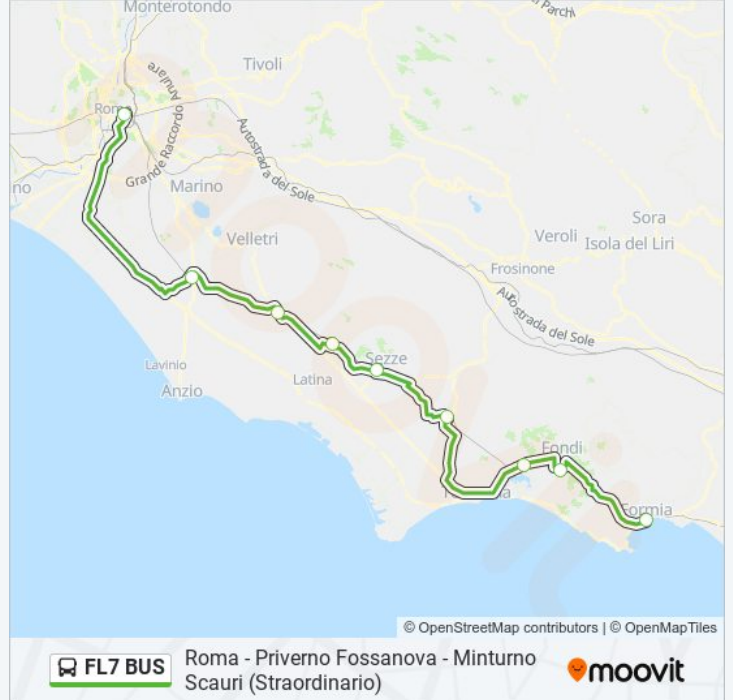 Monterotondo
Parchi
Tivoli
Roma
Grande Raccordo Anulare
Autostrada del Sole
no
Marino
Sora
Velletri
Veroli
Isola del Liri
Frosinone
Autostrada del Sole
Lavinio
Sezze
Latina
Anzio
Fondi
Formia
© OpenStreetMap contributors | © OpenMapTiles
FL7 BUS
Roma - Priverno Fossanova - Minturno
Scauri (Straordinario)
moovit